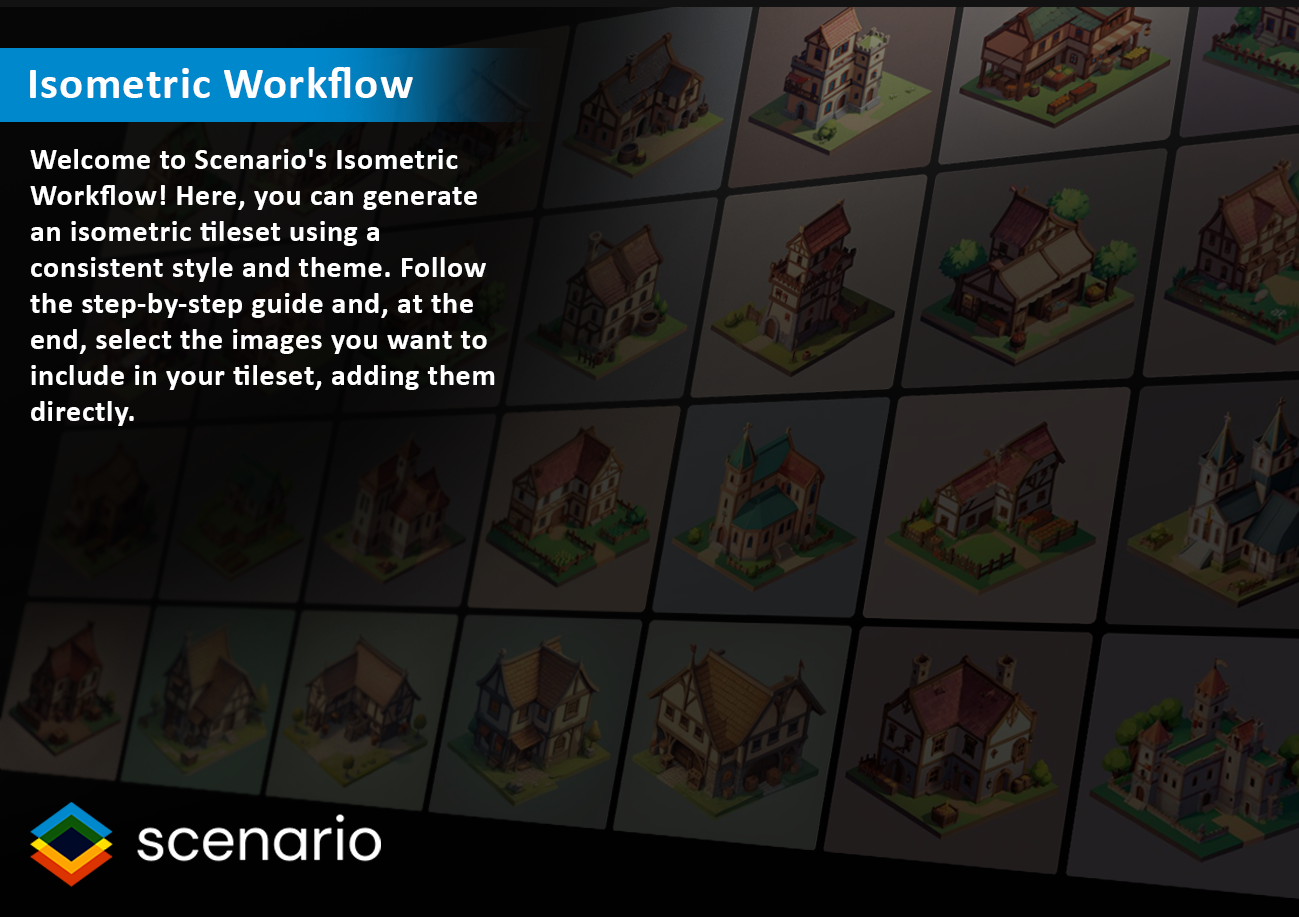 Isometric Workflow
Welcome to Scenario's Isometric
Workflow! Here, you can generate
an isometric tileset using a
consistent style and theme. Follow
the step-by-step guide and, at the
end, select the images you want to
include in your tileset, adding them
directly.
scenario